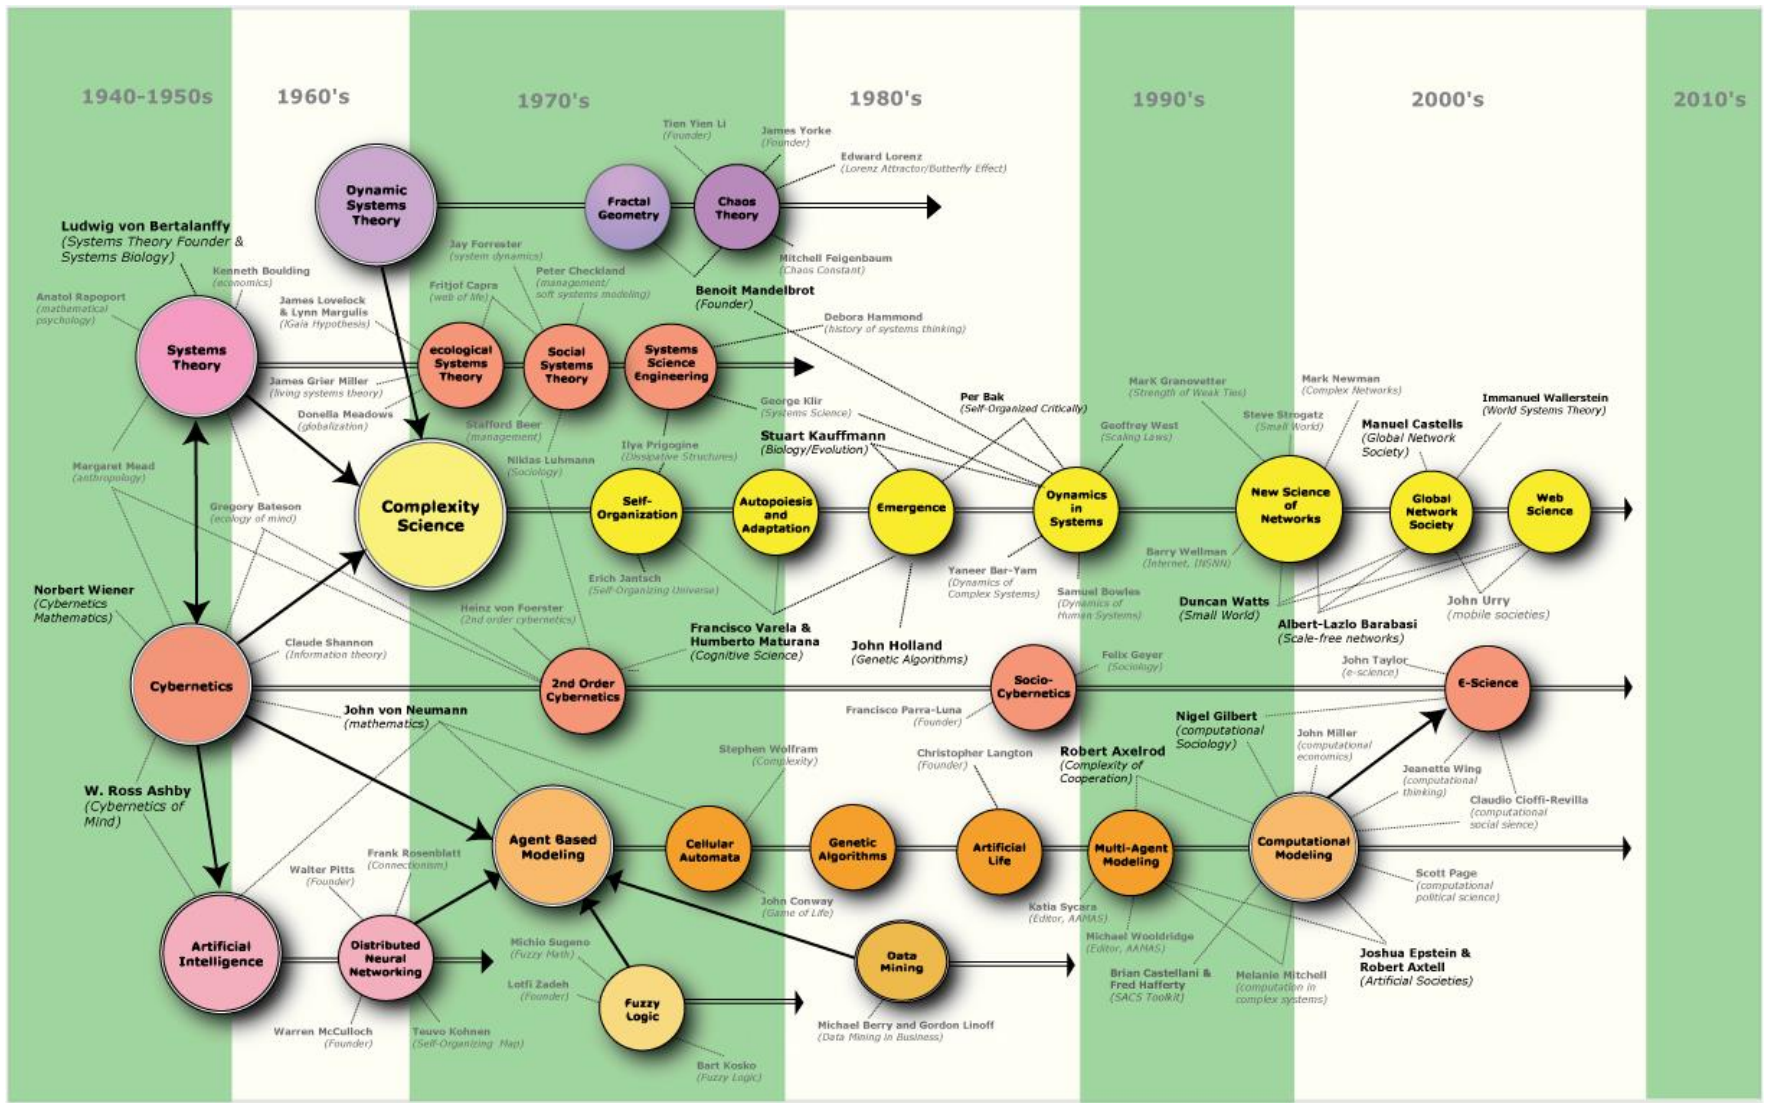 1940-1950s
1960's
1970's
1980's
1990's
2000's
2010's
Tien Yien Li
(Founder)
James Yorke
(Founder)
Edward Lorenz
(Lorenz Attractor/Butterfly Effect)
Dynamic
Systems
Theory
Fractal
Geometry
Chaos
Theory
Ludwig von Bertalanffy
(Systems Theory Founder &
Systems Biology)
Jay Forrester
(system dynamics)
Mitchell Feigenbaum
(Chaos Constant)
Kenneth Boulding
(economics)
Peter Checkland
(management/
soft systems modeling)
Fritjof Capra
(web of life)
Benoit Mandelbrot
(Founder)
Anatol Rapoport
(mathematical
psychology)
James Lovelock
& Lynn Margulis
(IGaia Hypothesis)
Debora Hammond
(history of systems thinking)
Systems
Theory
ecological
Systems
Theory
Social
Systems
Theory
Systems
Science
Engineering
James Grier Miller
(living systems theory)
Donella Meadows
(globalization)
Stafford Beer
(management)
George Klir
(Systems Science)
Per Bak
(Self-Organized Critically)
MarK Granovetter
(Strength of Weak Ties)
Mark Newman
(Complex Networks)
Immanuel Wallerstein
(World Systems Theory)
Steve Strogatz
(Small World)
Manuel Castells
(Global Network
Society)
Geoffrey West
(Scaling Laws)
Stuart Kauffmann
(Biology/Evolution)
Ilya Prigogine
(Dissipative Structures)
Niklas Luhmann
(Sociology)
Margaret Mead
(anthropology)
Gregory Bateson
(ecology of mind)
Complexity
Science
Self-
Organization
Autopoiesis
and
Adaptation
Emergence
Dynamics
in
Systems
New Science
of
Networks
Global
Network
Society
Web
Science
Barry Wellman
(Internet, INSNN)
Yaneer Bar-Yam
(Dynamics of
Complex Systems)
Samuel Bowles
(Dynamics of
Human Systems)
Erich Jantsch
(Self-Organizing Universe)
Norbert Wiener
(Cybernetics
Mathematics)
Heinz von Foerster
(2nd order cybernetics)
Duncan Watts
(Small World)
John Urry
(mobile societies)
Albert-Lazlo Barabasi
(Scale-free networks)
Francisco Varela &
Humberto Maturana
(Cognitive Science)
John Holland
(Genetic Algorithms)
Claude Shannon
(Information theory)
Felix Geyer
(Sociology)
John Taylor
(e-science)
Cybernetics
2nd Order
Cybernetics
Socio-
Cybernetics
E-Science
John von Neumann
(mathematics)
Francisco Parra-Luna
(Founder)
Nigel Gilbert
(computational
Sociology)
John Miller
(computational
economics)
Stephen Wolfram
(Complexity)
Christopher Langton
(Founder)
Robert Axelrod
(Complexity of
Cooperation)
Jeanette Wing
(computational
thinking)
W. Ross Ashby
(Cybernetics of
Mind)
Claudio Cioffi-Revilla
(computational
social sience)
Agent Based
Modeling
Cellular
Automata
Genetic
Algorithms
Artificial
Life
Multi-Agent
Modeling
Computational
Modeling
Frank Rosenblatt
(Connectionism)
Walter Pitts
(Founder)
Scott Page
(computational
political science)
John Conway
(Game of Life)
Katia Sycara
(Editor, AAMAS)
Michael Wooldridge
(Editor, AAMAS)
Artificial
Intelligence
Distributed
Neural
Networking
Michio Sugeno
(Fuzzy Math)
Data
Mining
Joshua Epstein &
Robert Axtell
(Artificial Societies)
Brian Castellani &
Fred Hafferty
(SACS Toolkit)
Melanie Mitchell
(computation in
complex systems)
Lotfi Zadeh
(Founder)
Fuzzy
Logic
Michael Berry and Gordon Linoff
(Data Mining in Business)
Warren McCulloch
(Founder)
Teuvo Kohnen
(Self-Organizing Map)
Bart Kosko
(Fuzzy Logic)